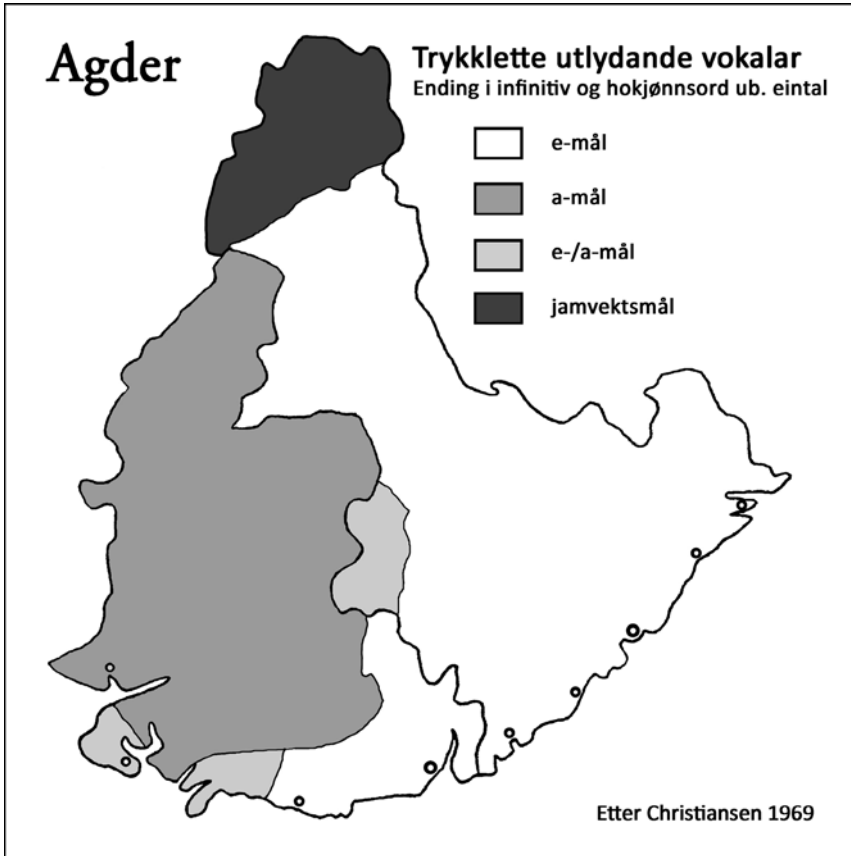 Agder
Trykklette utlydande vokalar
Ending i infinitiv og hokjønnsord ub. eintal
e-mål
a-mål
e-/a-mål
jamvektsmål
Etter Christiansen 1969